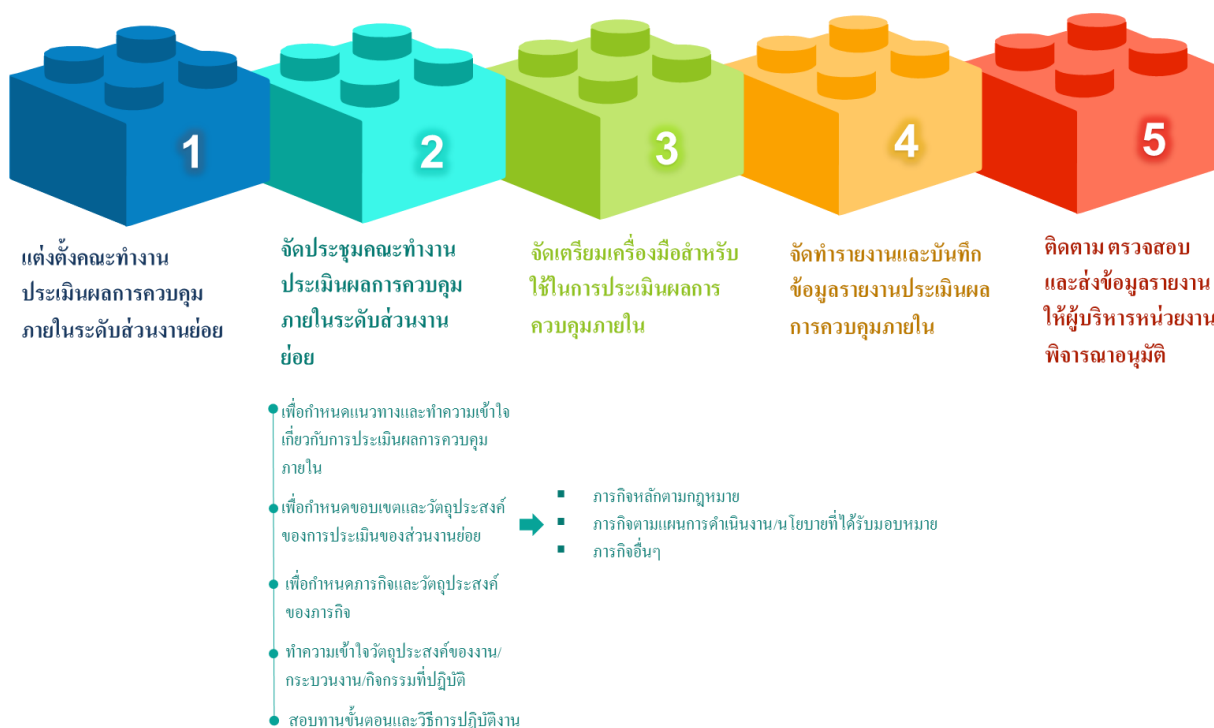 1
2
3
4
5
แต่งตั้งคณะทำงาน
ประเมินผลการควบคุม
ภายในระดับส่วนงานย่อย
จัดประชุมคณะทำงาน
ประเมินผลการควบคุม
ภายในระดับส่วนงาน
ย่อย
จัดเตรียมเครื่องมือสำหรับ
ใช้ในการประเมินผลการ
ควบคุมภายใน
จัดทำรายงานและบันทึก
ข้อมูลรายงานประเมินผล
การควบคุมภายใน
ติดตาม ตรวจสอบ
และส่งข้อมูลรายงาน
ให้ผู้บริหารหน่วยงาน
พิจารณาอนุมัติ
เพื่อกำหนดแนวทางและทำความเข้าใจ
เกี่ยวกับการประเมินผลการควบคุม
ภายใน
เพื่อกำหนดขอบเขตและวัตถุประสงค์
ของการประเมินของส่วนงานย่อย
ภารกิจหลักตามกฎหมาย
ภารกิจตามแผนการดำเนินงาน/นโยบายที่ได้รับมอบหมาย
ภารกิจอื่นๆ
เพื่อกำหนดภารกิจและวัตถุประสงค์
ของภารกิจ
ทำความเข้าใจวัตถุประสงค์ของงาน/
กระบวนงาน/กิจกรรมที่ปฏิบัติ
สอบทานขั้นตอนและวิธีการปฏิบัติงาน